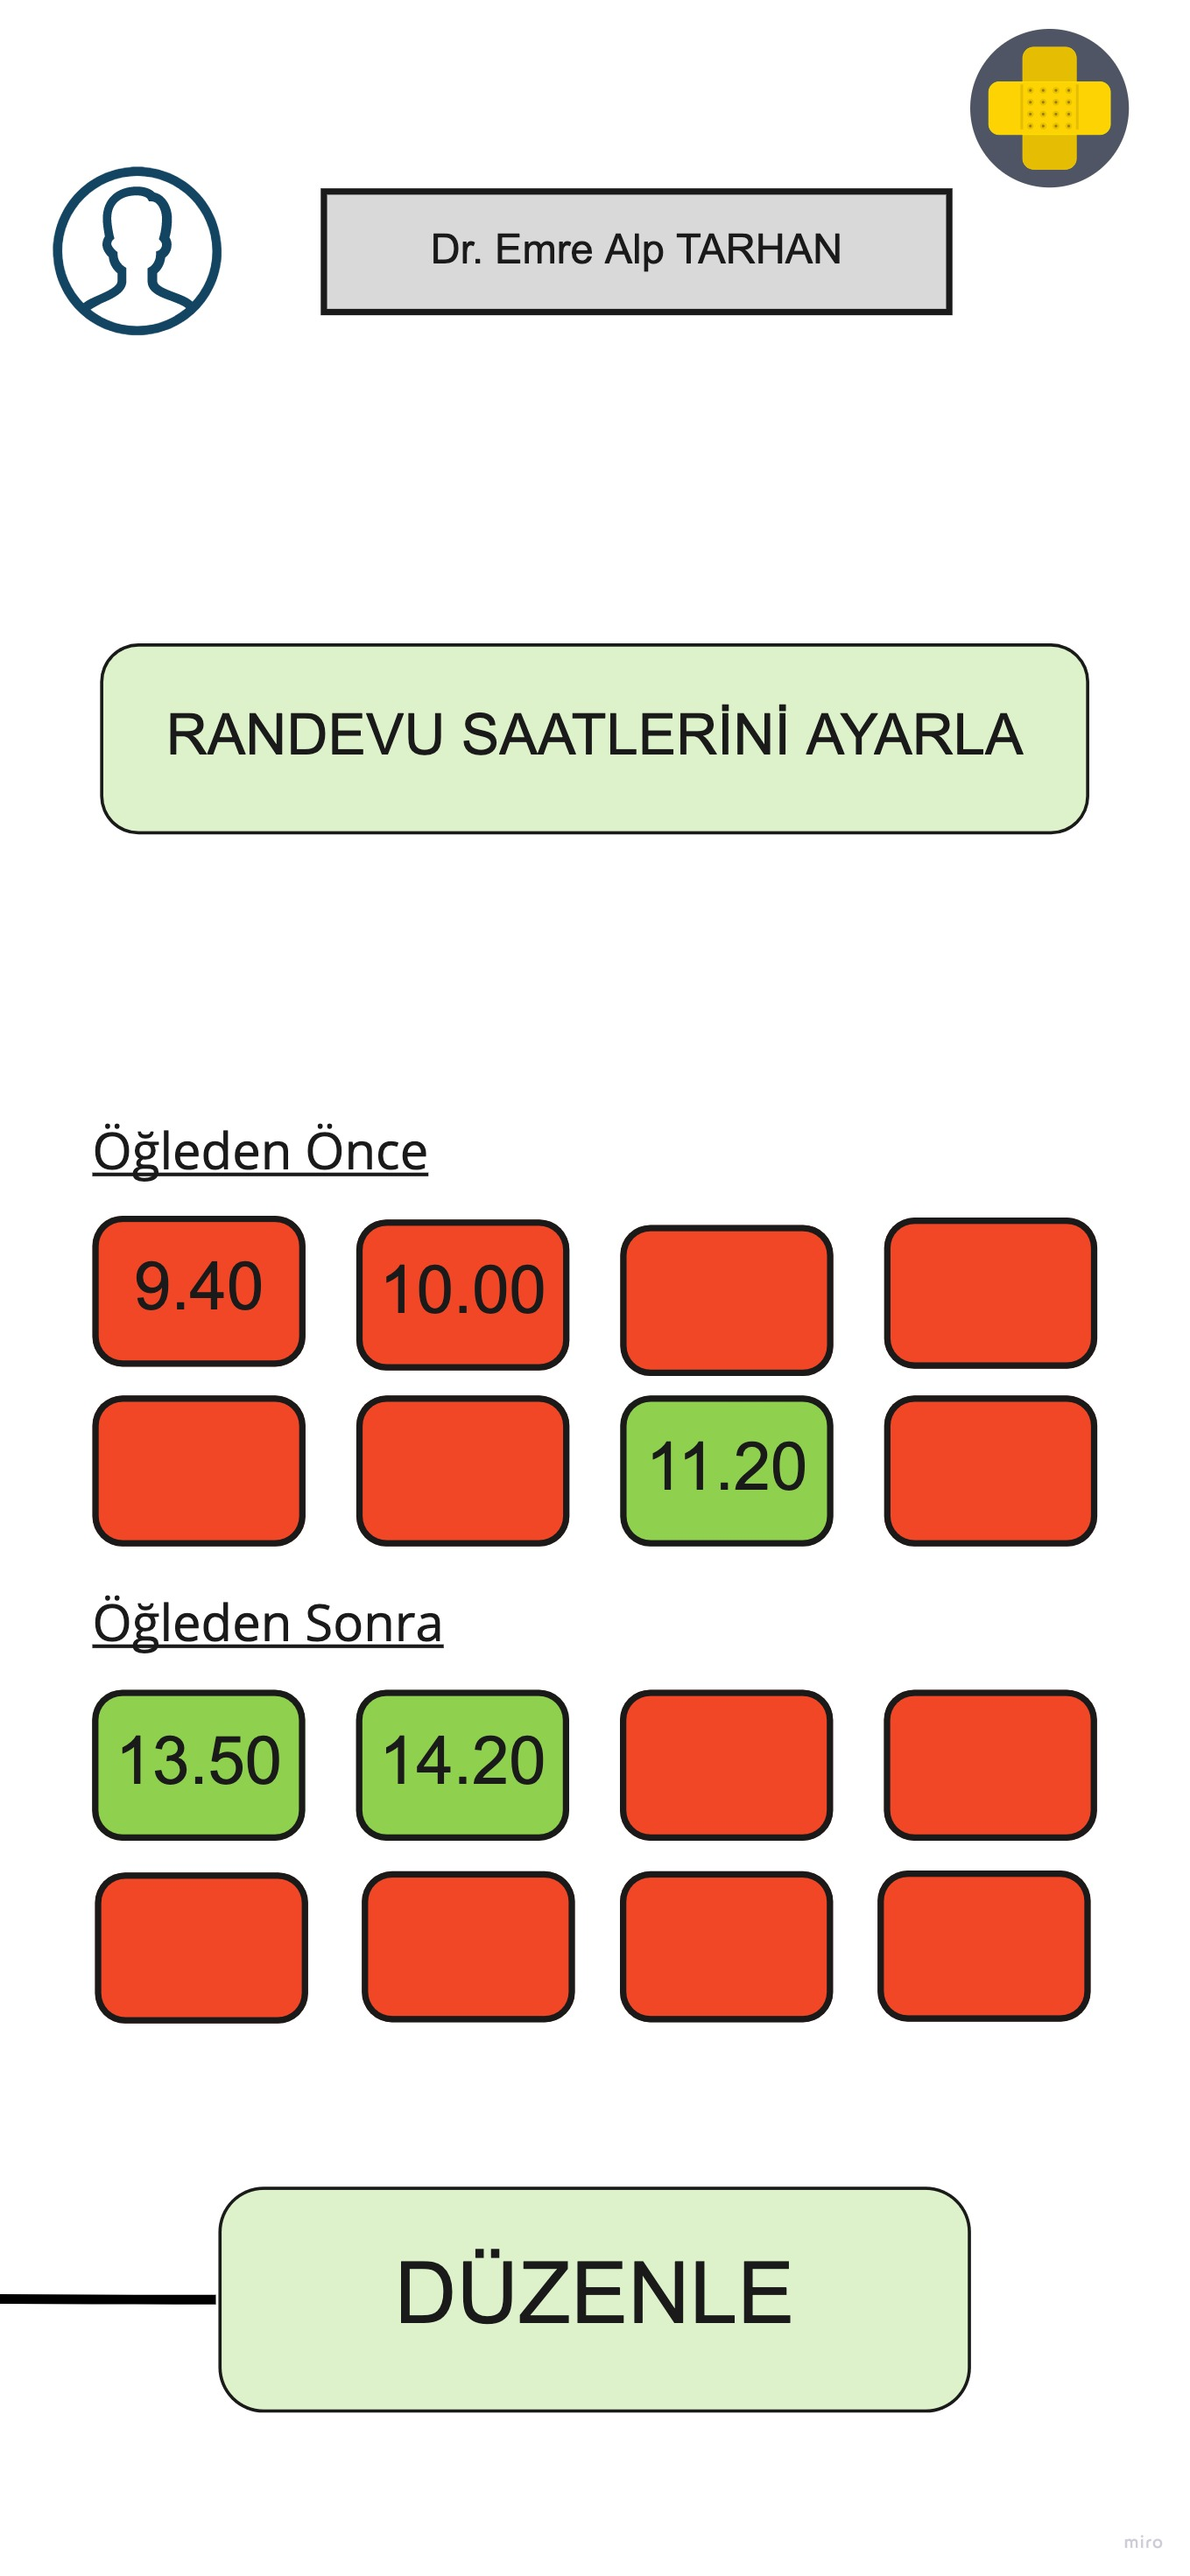 Dr. Emre Alp TARHAN
RANDEVU SAATLERİNİ AYARLA
Öğleden Önce
9.40 10.00
11.20
Öğleden Sonra
13.50 14.20
DÜZENLE
miro